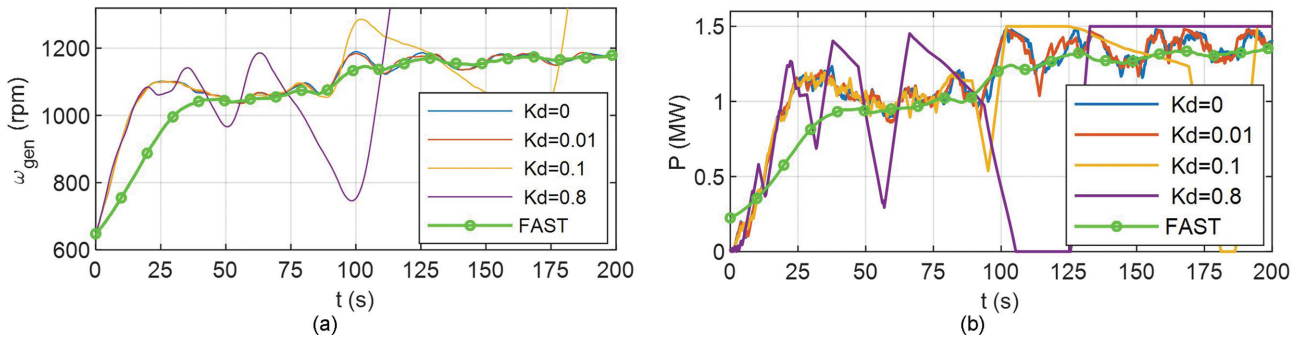 1200
1000
800
600
ω gen (rpm)
0 25 50 75 100 125 150 175 200
t (s)
Kd=0
Kd=0.01
Kd=0.1
Kd=0.8
FAST
(a)
1.5
1
0.5
0
P (MW)
0 25 50 75 100 125 150 175 200
t (s)
Kd=0
Kd=0.01
Kd=0.1
Kd=0.8
FAST
(b)